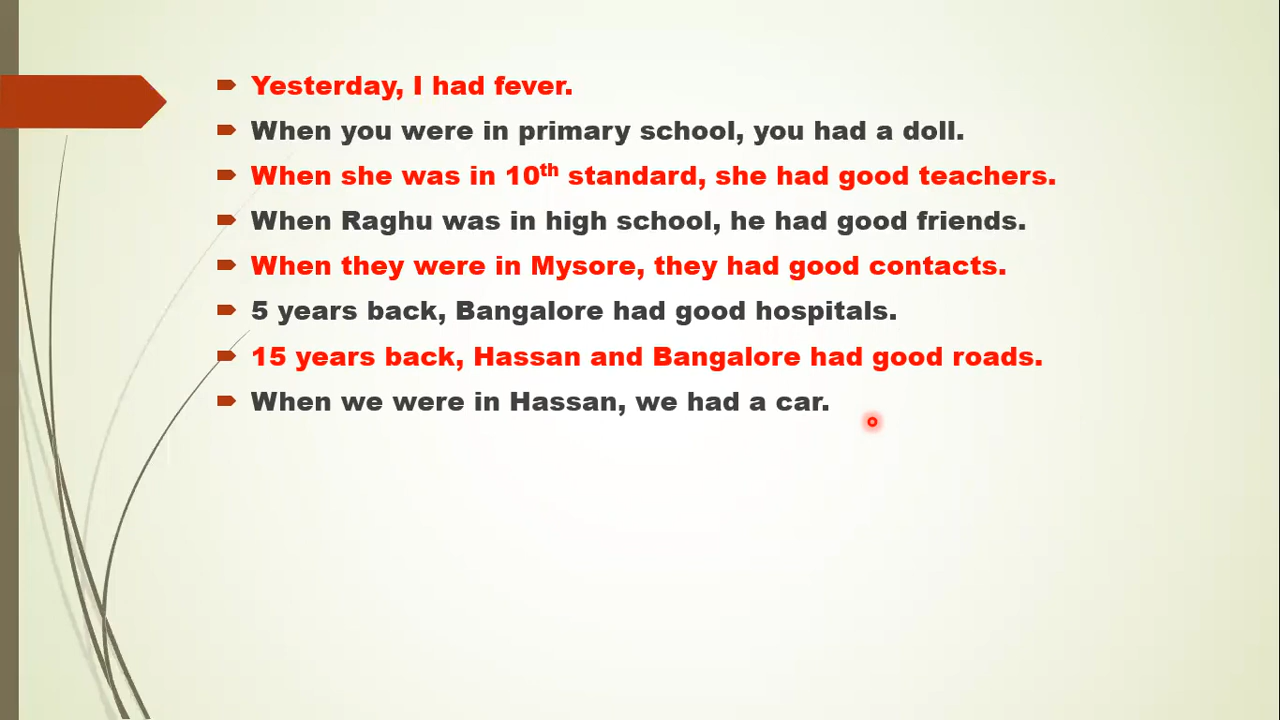 Yesterday, I had fever.
When you were in primary school, you had a doll.
When she was in 10th standard, she had good teachers.
When Raghu was in high school, he had good friends.
When they were in Mysore, they had good contacts.
5 years back, Bangalore had good hospitals.
15 years back, Hassan and Bangalore had good roads.
When we were in Hassan, we had a car.